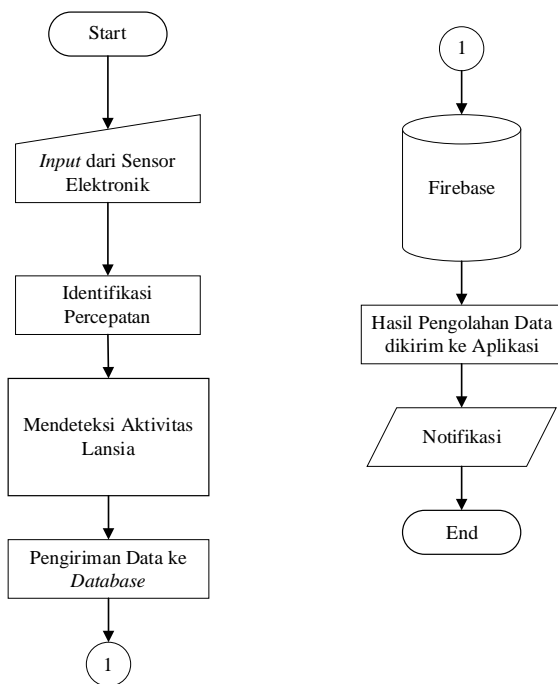 Start
Input dari Sensor
Elektronik
Identifikasi
Percepatan
Mendeteksi Aktivitas
Lansia
Pengiriman Data ke
Database
1
1
Firebase
Hasil Pengolahan Data
dikirim ke Aplikasi
Notifikasi
End